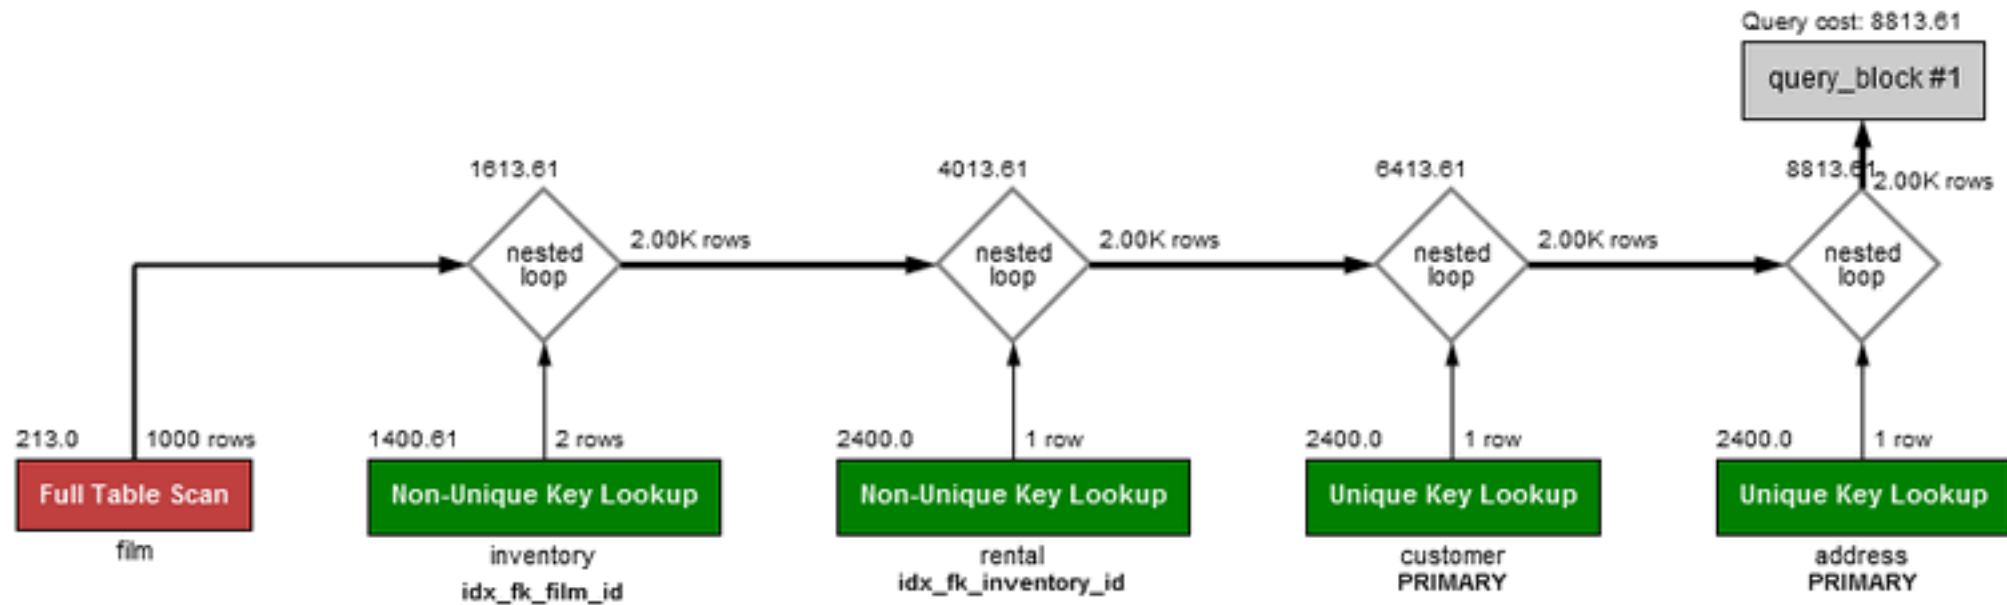 Query cost: 8813.61
query_block #1
1613.61
4013.61
6413.61
8813.61
2.00K rows
nested
loop
2.00K rows
nested
loop
2.00K rows
nested
loop
2.00K rows
nested
loop
213.0
1000 rows
1400.61
2 rows
2400.0
1 row
2400.0
1 row
2400.0
1 row
Full Table Scan
Non-Unique Key Lookup
Non-Unique Key Lookup
Unique Key Lookup
Unique Key Lookup
film
inventory
rental
customer
address
idx_fk_film_id
idx_fk_inventory_id
PRIMARY
PRIMARY